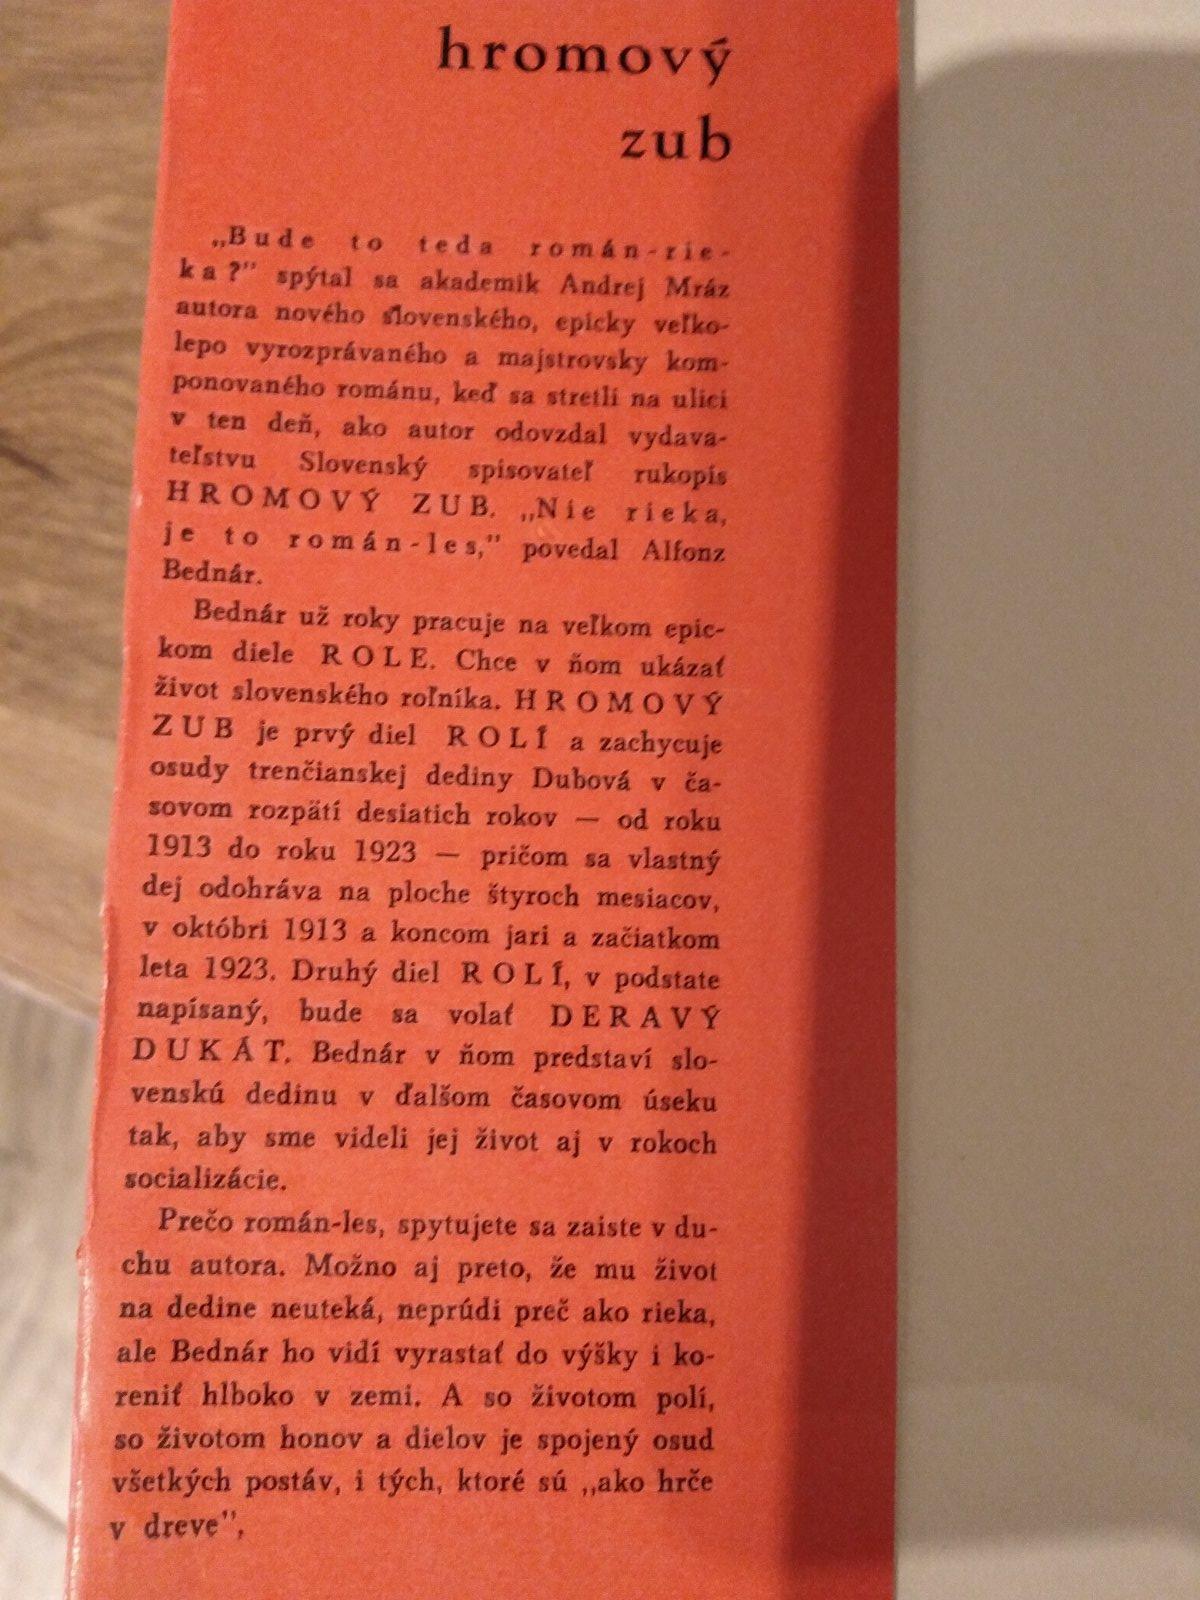 hromový
zub
„Bude to teda román-rie-
ka?" spýtal sa akademik Andrej Mráz
autora nového slovenského, epicky veľko-
lepo vyrozprávaného a majstrovsky kom-
ponovaného románu, keď sa stretli na ulici
v ten deň, ako autor odovzdal vydava-
teľstvu Slovenský spisovateľ rukopis
HROMOVÝ ZUB. „Nie rieka,
je to román-les," povedal Alfonz
Bednár.
Bednár už roky pracuje na veľkom epic-
kom diele ROLE. Chce v ňom ukázať
život slovenského roľníka. HROMOVÝ
ZUB je prvý diel ROLÍ a zachycuje
osudy trenčianskej dediny Dubová v ča-
sovom rozpätí desiatich rokov — od roku
1913 do roku 1923 — pričom sa vlastný
dej odohráva na ploche štyroch mesiacov,
v októbri 1913 a koncom jari a začiatkom
leta 1923. Druhý diel ROLÍ, v podstate
napísaný, bude sa volať DERAVÝ
DUKÁT. Bednár v ňom predstaví slo-
venskú dedinu v ďalšom časovom úseku
tak, aby sme videli jej život aj v rokoch
socializácie.
Prečo román-les, spytujete sa zaiste v du-
chu autora. Možno aj preto, že mu život
na dedine neuteká, neprúdi preč ako rieka,
ale Bednár ho vidí vyrastať do výšky i ko-
reniť hlboko v zemi. A so životom polí,
so životom honov a dielov je spojený osud
všetkých postáv, i tých, ktoré sú „ako hrče
v dreve",